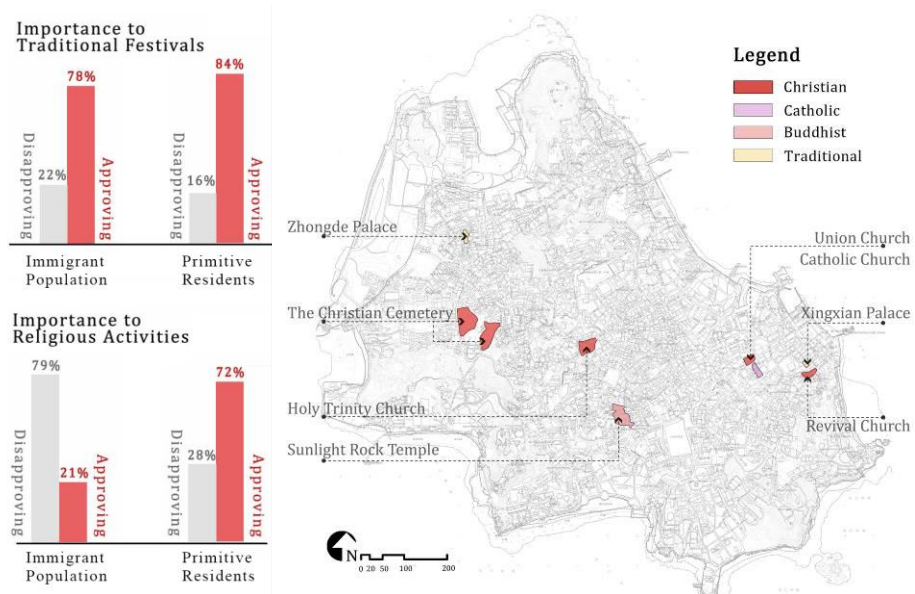 Importance to
Traditional Festivals
Disapproving
22%
78%
Approving
Immigrant
Population
Disapproving
16%
84%
Approving
Primitive
Residents
Importance to
Religious Activities
Disapproving
79%
21%
Approving
Immigrant
Population
Disapproving
28%
72%
Approving
Primitive
Residents
Legend
Christian
Catholic
Buddhist
Traditional
Zhongde Palace
The Christian Cemetery
Holy Trinity Church
Sunlight Rock Temple
Union Church
Catholic Church
Xingxian Palace
Revival Church
N
0 20 50 100 200